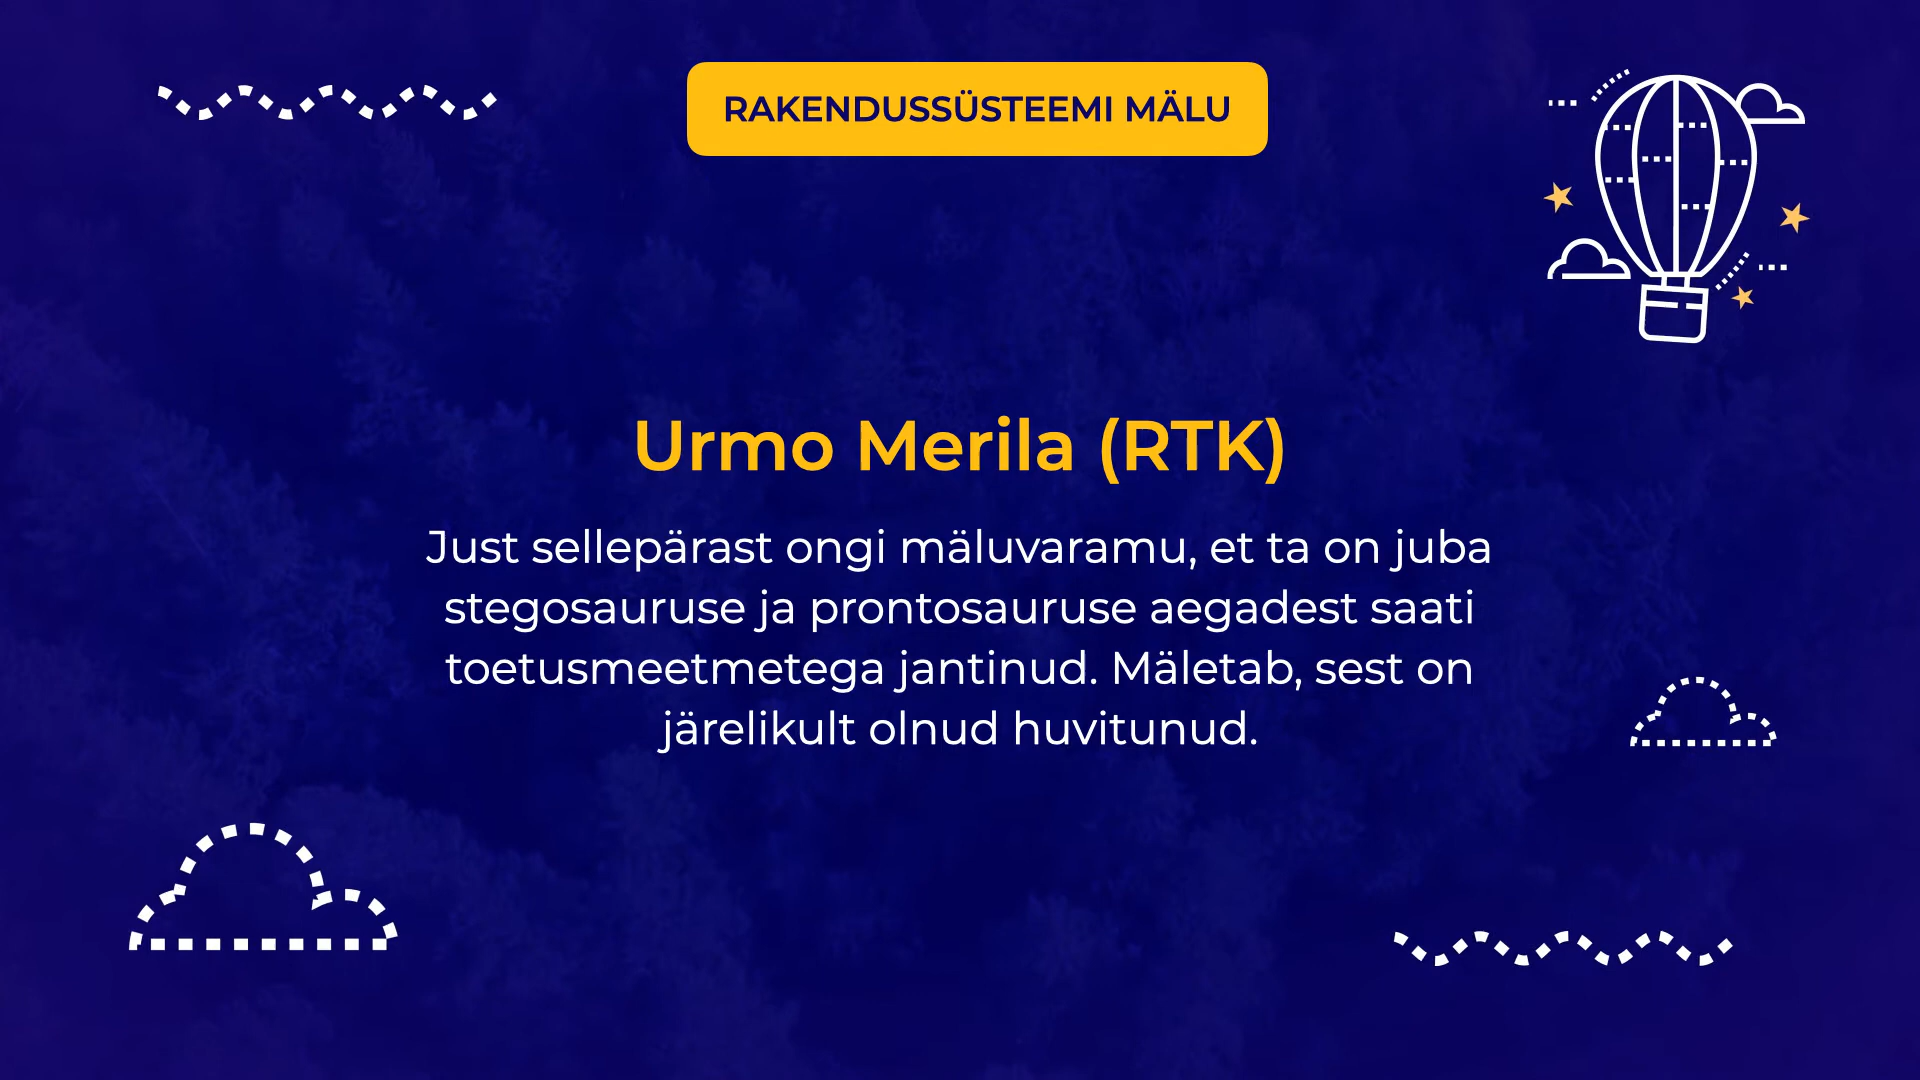 RAKENDUSSÜSTEEMI MÄLU
Urmo Merila (RTK)
Just sellepärast ongi mäluvaramu, et ta on juba
stegosauruse ja prontosauruse aegadest saati
toetusmeetmetega jantinud. Mäletab, sest on
järelikult olnud huvitunud.